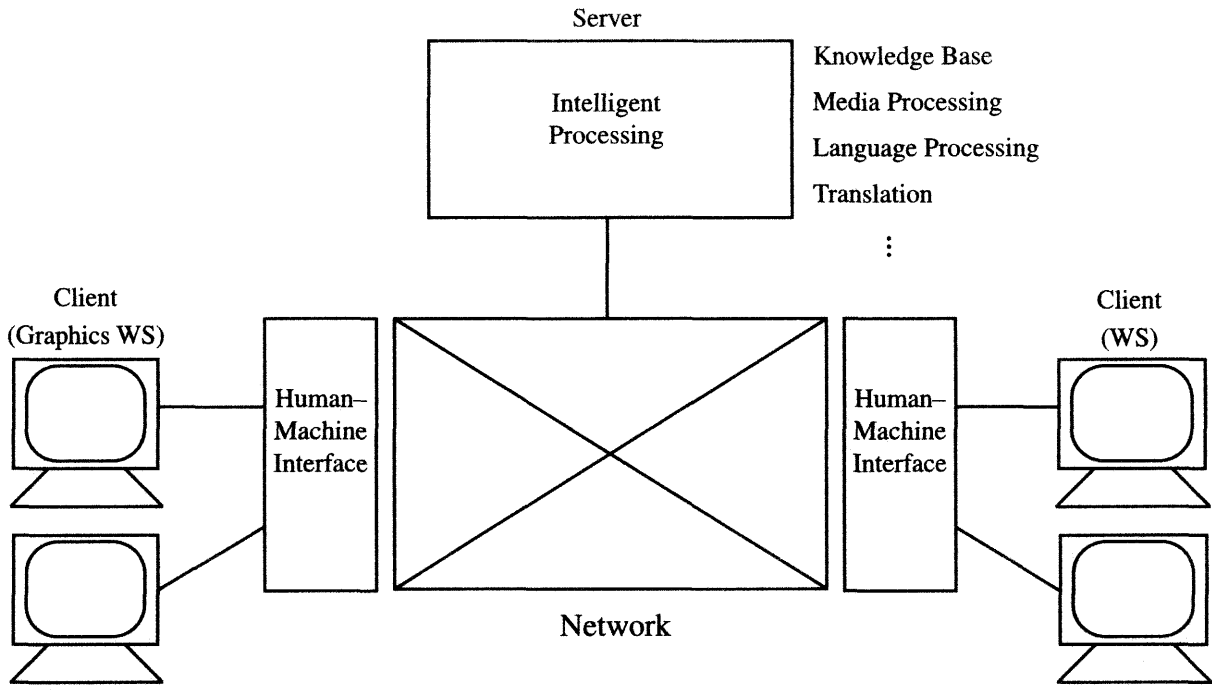 Server
Intelligent
Processing
Knowledge Base
Media Processing
Language Processing
Translation
⋮
Client
(Graphics WS)
Human–
Machine
Interface
Human–
Machine
Interface
Client
(WS)
Network